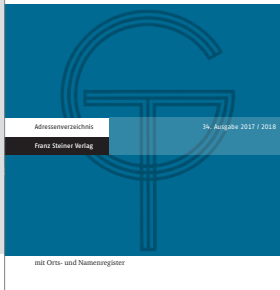 Adressenverzeichnis
34. Ausgabe 2017 / 2018
Franz Steiner Verlag
mit Orts- und Namenregister